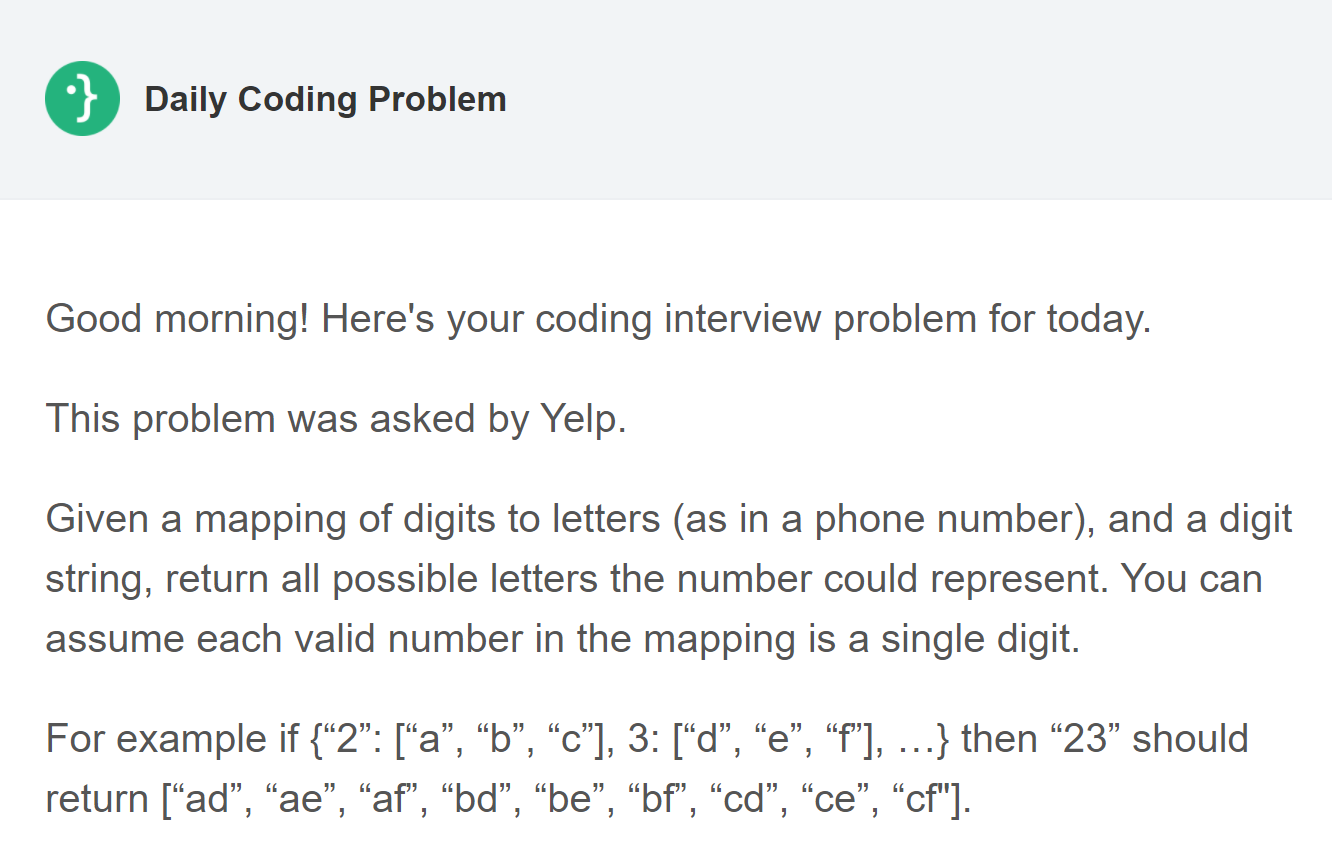 Daily Coding Problem
Good morning! Here's your coding interview problem for today.
This problem was asked by Yelp.
Given a mapping of digits to letters (as in a phone number), and a digit
string, return all possible letters the number could represent. You can
assume each valid number in the mapping is a single digit.
For example if {“2”: [“a”, “b”, “c”], 3: [“d”, “e”, “f”], …} then “23” should
return [“ad”, “ae”, “af”, “bd”, “be”, “bf”, “cd”, “ce”, “cf"].